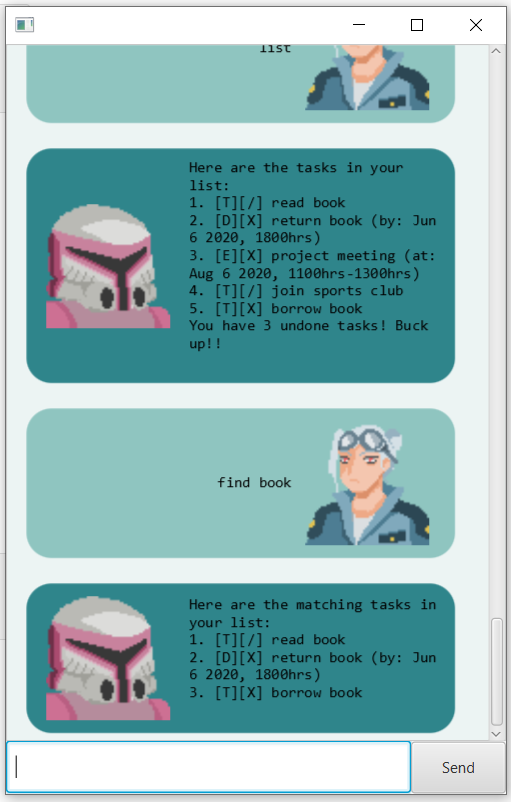 list
Here are the tasks in your
list:
1. [T][/] read book
2. [D][X] return book (by: Jun
6 2020, 1800hrs)
3. [E][X] project meeting (at:
Aug 6 2020, 1100hrs-1300hrs)
4. [T][/] join sports club
5. [T][X] borrow book
You have 3 undone tasks! Buck
up!!
find book
Here are the matching tasks in
your list:
1. [T][/] read book
2. [D][X] return book (by: Jun
6 2020, 1800hrs)
3. [T][X] borrow book
Send